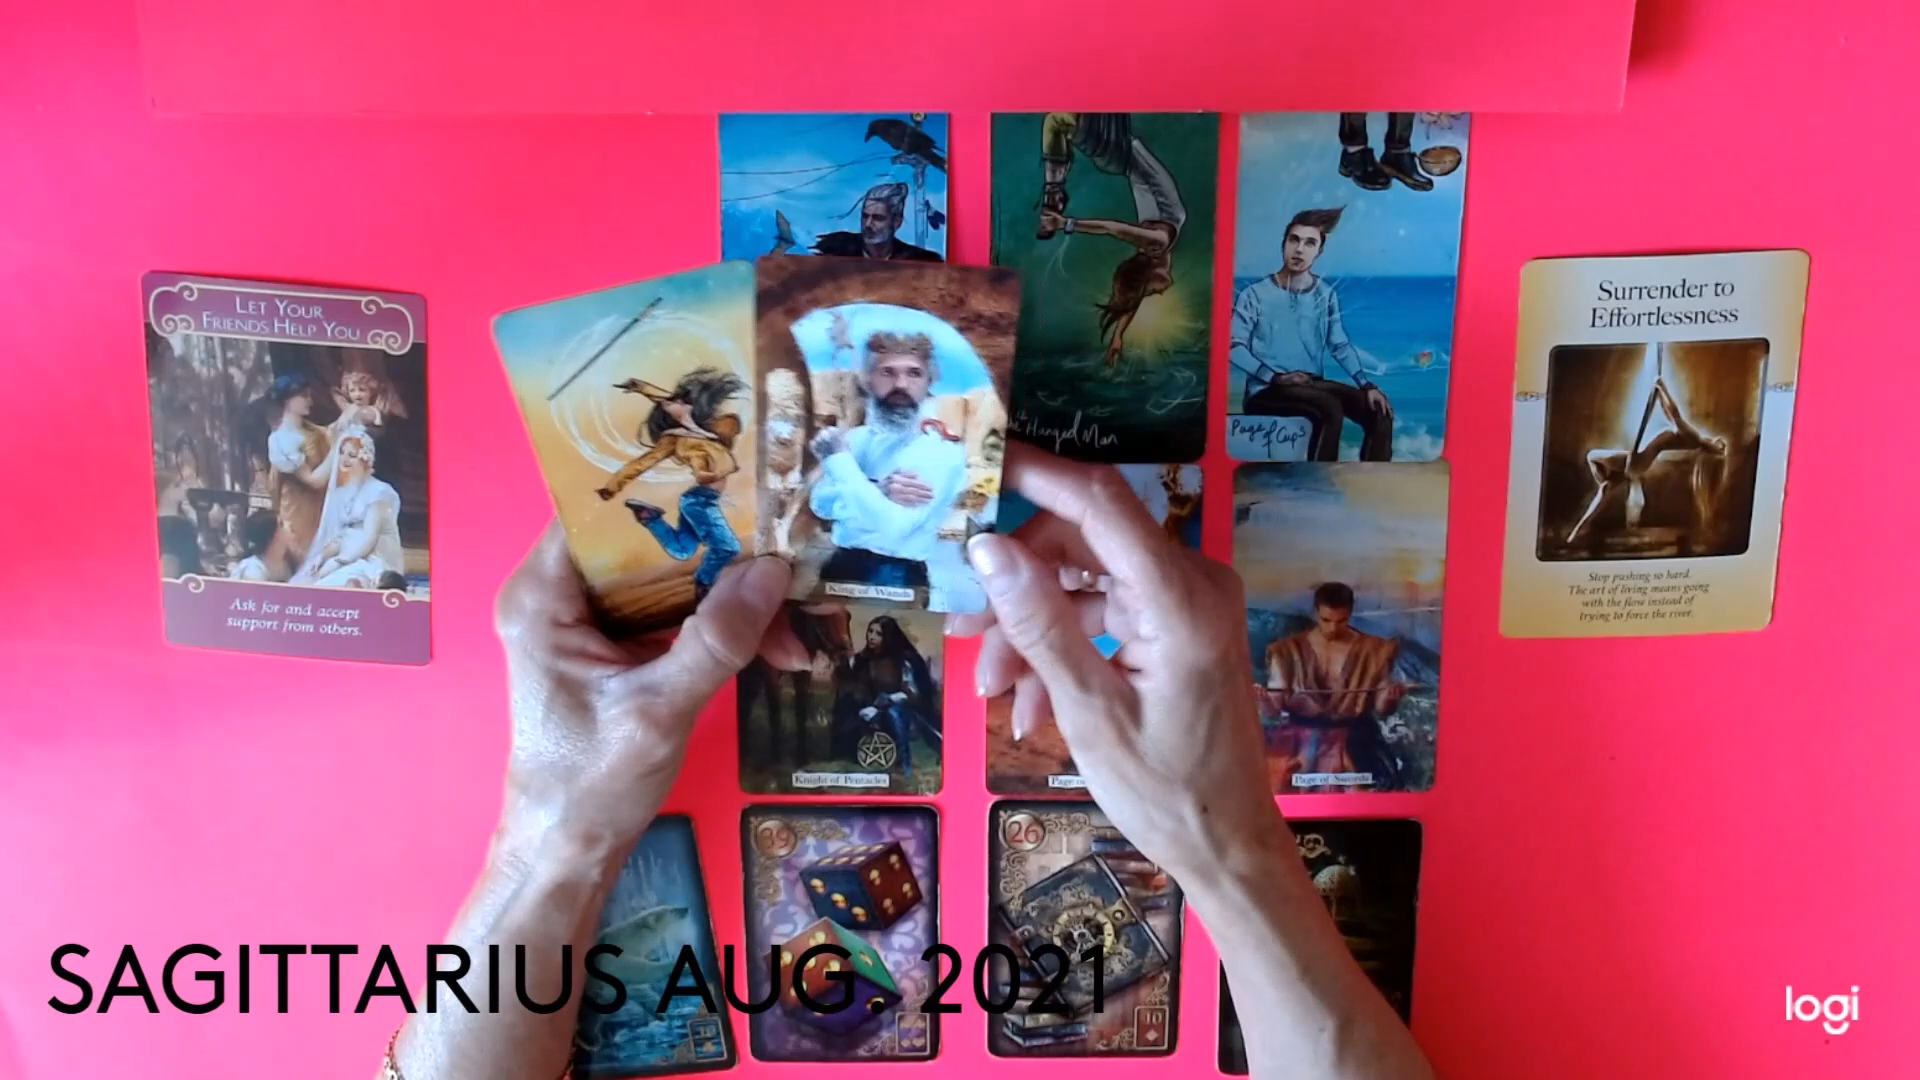 LET YOUR
FRIENDS HELP YOU
Ask for and accept
support from others.
Surrender to
Effortlessness
Stop pushing so hard.
The art of living means going
with the flow instead of
trying to force the river.
The Hanged Man
Page of Cups
King of Wands
Knight of Pentacles
Page
Page of Swords
39
26
10
SAGITTARIUS AUG. 2021
logi